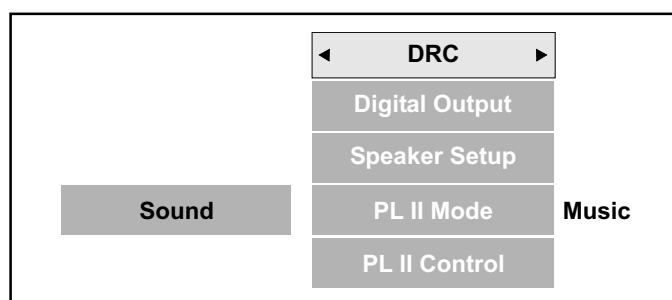 DRC
Digital Output
Speaker Setup
Sound PL II Mode Music
PL II Control